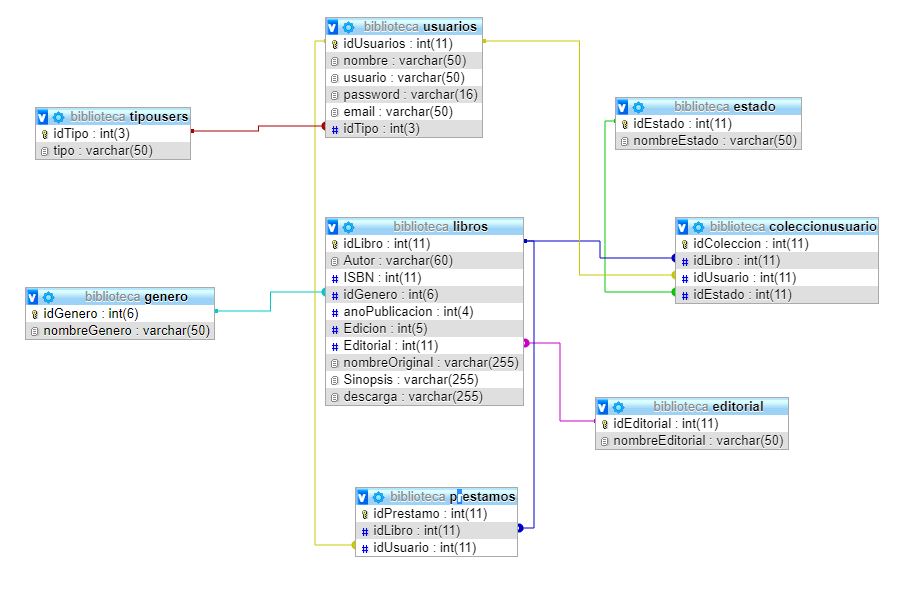 biblioteca usuarios
idUsuarios : int(11)
nombre : varchar(50)
usuario : varchar(50)
password : varchar(16)
email : varchar(50)
# idTipo : int(3)
biblioteca tipousers
idTipo : int(3)
tipo : varchar(50)
biblioteca estado
idEstado : int(11)
nombreEstado : varchar(50)
biblioteca libros
idLibro : int(11)
Autor : varchar(60)
# ISBN : int(11)
# idGenero : int(6)
# anoPublicacion : int(4)
# Edicion : int(5)
# Editorial : int(11)
nombreOriginal : varchar(255)
Sinopsis : varchar(255)
descarga : varchar(255)
biblioteca coleccionusuario
idColeccion : int(11)
# idLibro : int(11)
# idUsuario : int(11)
# idEstado : int(11)
biblioteca genero
idGenero : int(6)
nombreGenero : varchar(50)
biblioteca editorial
idEditorial : int(11)
nombreEditorial : varchar(50)
biblioteca prestamos
idPrestamo : int(11)
# idLibro : int(11)
# idUsuario : int(11)